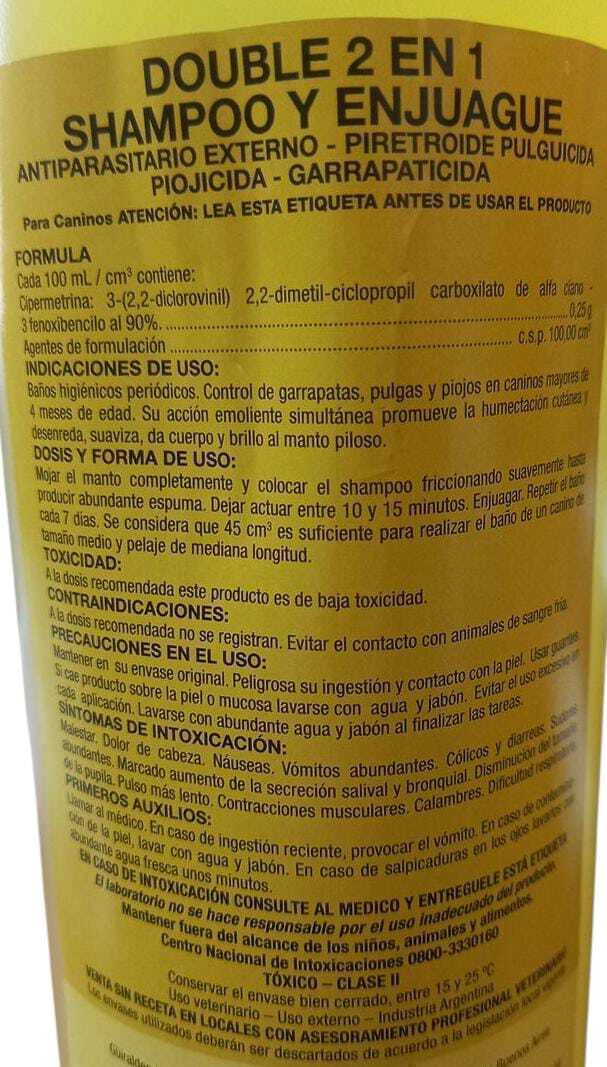 DOUBLE 2 EN 1
SHAMPOO Y ENJUAGUE
ANTIPARASITARIO EXTERNO - PIRETROIDE PULGUICIDA
PIOJICIDA - GARRAPATICIDA
Para Caninos ATENCIÓN: LEA ESTA ETIQUETA ANTES DE USAR EL PRODUCTO
FORMULA
Cada 100 mL / cm³ contiene:
Cipermetrina: 3-(2,2-diclorovinil) 2,2-dimetil-ciclopropil carboxilato de alfa ciano -
3 fenoxibencilo al 90%. ........................................ 0,25 g
Agentes de formulación ........................................ c.s.p. 100,00 cm³
INDICACIONES DE USO:
Baños higiénicos periódicos. Control de garrapatas, pulgas y piojos en caninos mayores de
4 meses de edad. Su acción emoliente simultánea promueve la humectación cutánea y
desenreda, suaviza, da cuerpo y brillo al manto piloso.
DOSIS Y FORMA DE USO:
Mojar el manto completamente y colocar el shampoo friccionando suavemente hasta
producir abundante espuma. Dejar actuar entre 10 y 15 minutos. Enjuagar. Repetir el baño
cada 7 días. Se considera que 45 cm³ es suficiente para realizar el baño de un canino de
tamaño medio y pelaje de mediana longitud.
TOXICIDAD:
A la dosis recomendada este producto es de baja toxicidad.
CONTRAINDICACIONES:
A la dosis recomendada no se registran. Evitar el contacto con animales de sangre fría.
PRECAUCIONES EN EL USO:
Mantener en su envase original. Peligrosa su ingestión y contacto con la piel. Usar guantes.
Si cae producto sobre la piel o mucosa lavarse con agua y jabón. Evitar el uso excesivo en
cada aplicación. Lavarse con abundante agua y jabón al finalizar las tareas.
SÍNTOMAS DE INTOXICACIÓN:
Malestar. Dolor de cabeza. Náuseas. Vómitos abundantes. Cólicos y diarreas. Sudores
abundantes. Marcado aumento de la secreción salival y bronquial. Disminución del tamaño
de la pupila. Pulso más lento. Contracciones musculares. Calambres. Dificultad respiratoria.
PRIMEROS AUXILIOS:
Llamar al médico. En caso de ingestión reciente, provocar el vómito. En caso de contamina-
ción de la piel, lavar con agua y jabón. En caso de salpicaduras en los ojos lavarlos con
abundante agua fresca unos minutos.
EN CASO DE INTOXICACIÓN CONSULTE AL MEDICO Y ENTREGUELE ESTÁ ETIQUETA
El laboratorio no se hace responsable por el uso inadecuado del producto.
Mantener fuera del alcance de los niños, animales y alimentos.
Centro Nacional de Intoxicaciones 0800-3330160
TÓXICO – CLASE II
Conservar el envase bien cerrado, entre 15 y 25 ºC
Uso veterinario – Uso externo – Industria Argentina
VENTA SIN RECETA EN LOCALES CON ASESORAMIENTO PROFESIONAL VETERINARIO
Los envases utilizados deberán ser descartados de acuerdo a la legislación local vigente
Buenos Aires